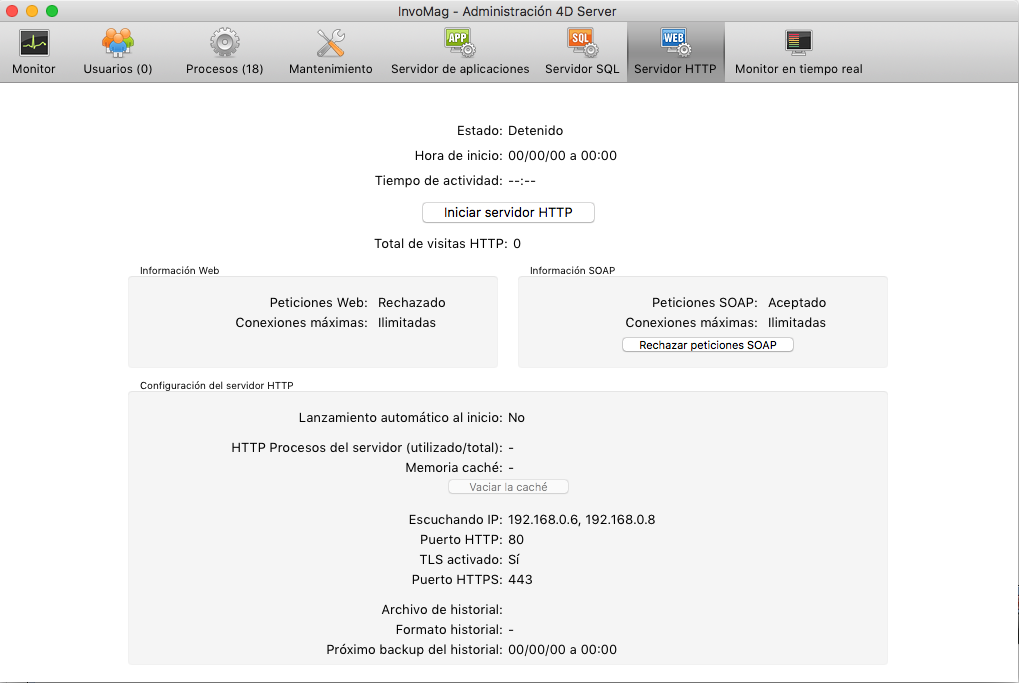 InvoMag - Administración 4D Server
Monitor
Usuarios (0)
Procesos (18)
Mantenimiento
APP
Servidor de aplicaciones
SQL
Servidor SQL
WEB
Servidor HTTP
Monitor en tiempo real
Estado: Detenido
Hora de inicio: 00/00/00 a 00:00
Tiempo de actividad: --:--
Iniciar servidor HTTP
Total de visitas HTTP: 0
Información Web
Peticiones Web: Rechazado
Conexiones máximas: Ilimitadas
Información SOAP
Peticiones SOAP: Aceptado
Conexiones máximas: Ilimitadas
Rechazar peticiones SOAP
Configuración del servidor HTTP
Lanzamiento automático al inicio: No
HTTP Procesos del servidor (utilizado/total): -
Memoria caché: -
Vaciar la caché
Escuchando IP: 192.168.0.6, 192.168.0.8
Puerto HTTP: 80
TLS activado: Sí
Puerto HTTPS: 443
Archivo de historial:
Formato historial: -
Próximo backup del historial: 00/00/00 a 00:00